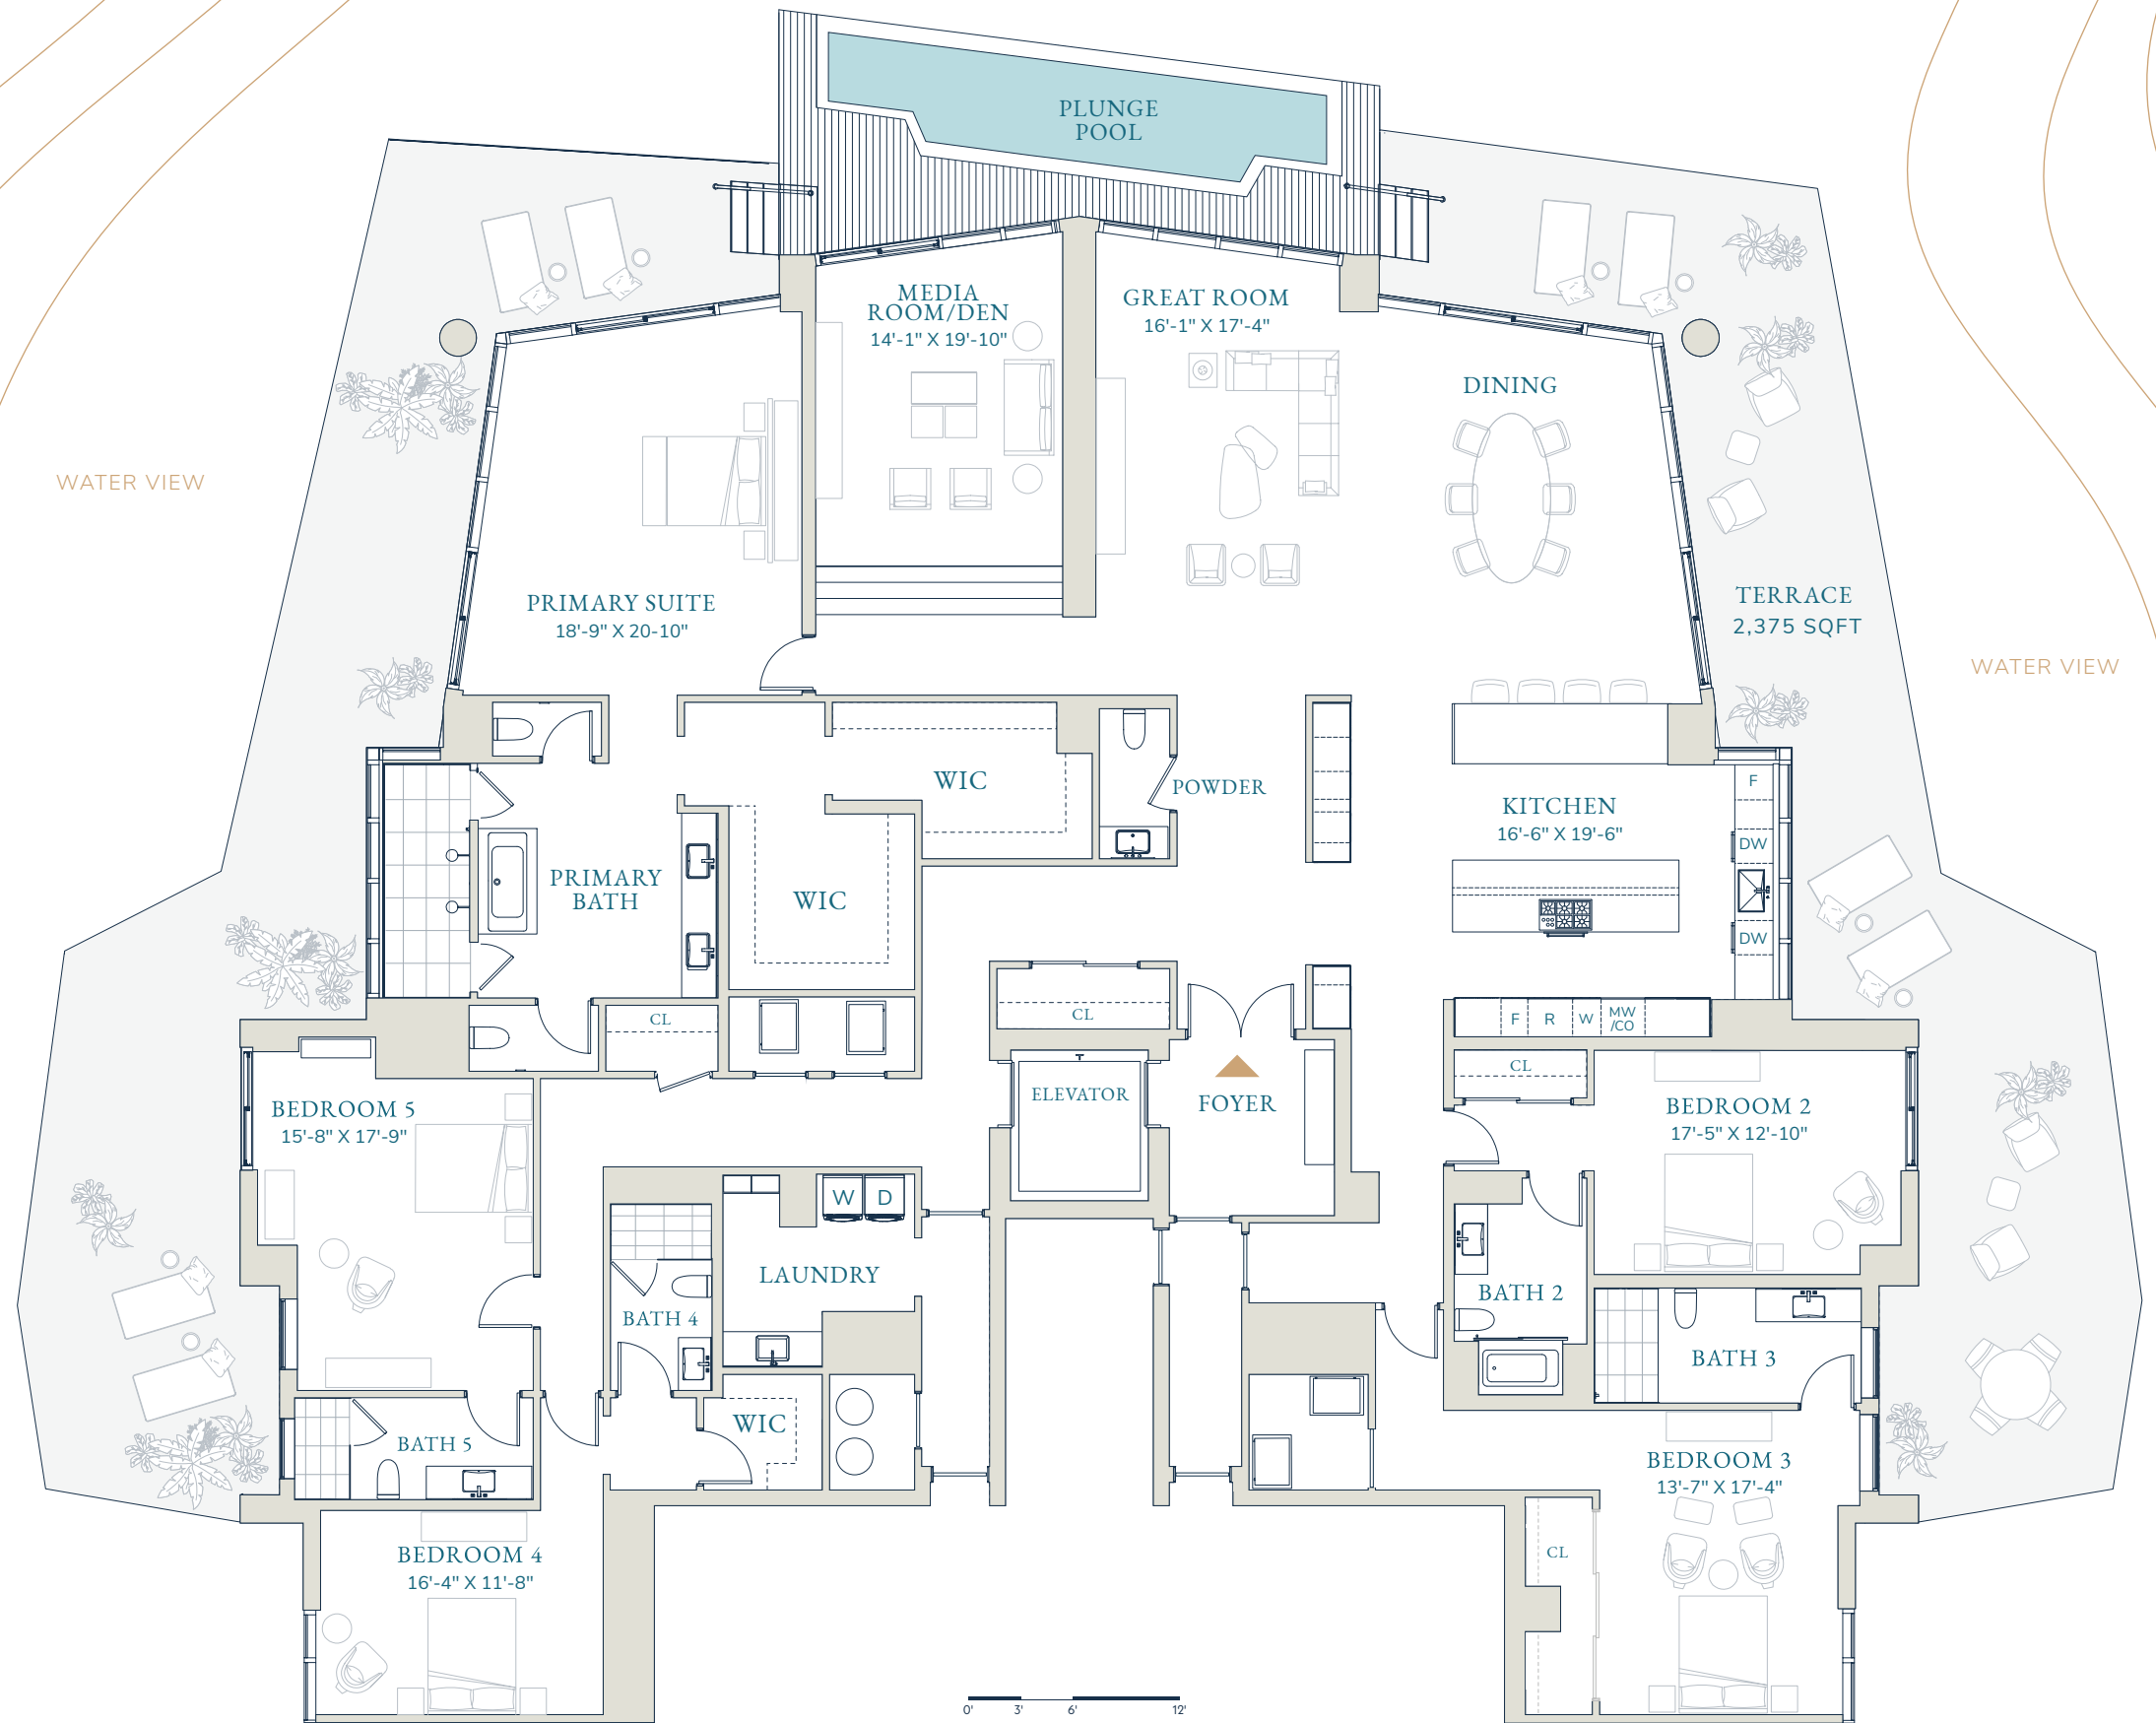 PLUNGE
POOL
MEDIA
ROOM/DEN
14'-1" X 19'-10"
GREAT ROOM
16'-1" X 17'-4"
DINING
WATER VIEW
PRIMARY SUITE
18'-9" X 20-10"
TERRACE
2,375 SQFT
WATER VIEW
WIC
POWDER
KITCHEN
16'-6" X 19'-6"
F
DW
DW
PRIMARY
BATH
WIC
CL
CL
F
R
W
MW
/CO
ELEVATOR
FOYER
CL
BEDROOM 5
15'-8" X 17'-9"
BEDROOM 2
17'-5" X 12'-10"
W
D
LAUNDRY
BATH 4
BATH 2
BATH 3
WIC
BATH 5
BEDROOM 3
13'-7" X 17'-4"
BEDROOM 4
16'-4" X 11'-8"
CL
0'
3'
6'
12'